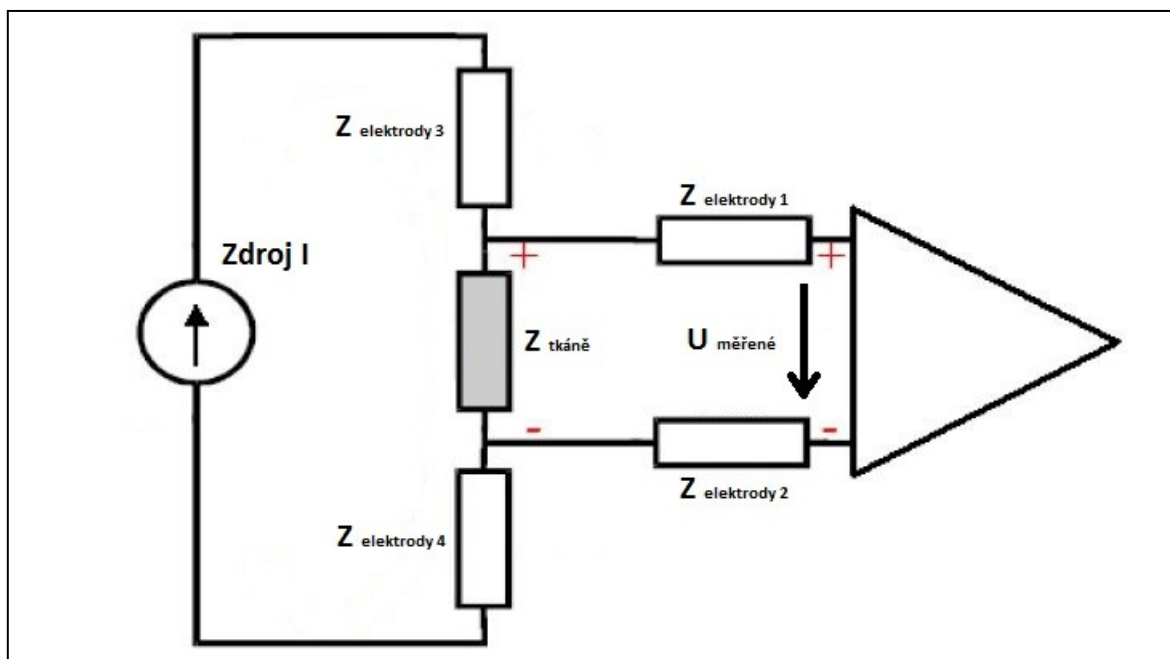 Z elektrody 3
Z elektrody 1
Zdroj I
+
+
Z tkáně
U měřené
-
-
Z elektrody 2
Z elektrody 4